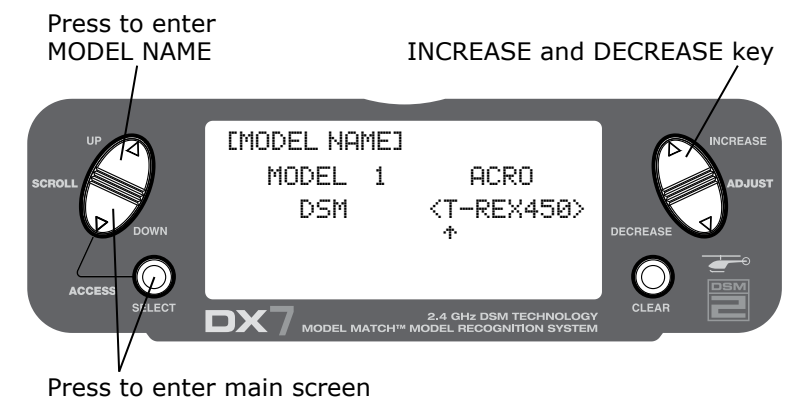 Press to enter
MODEL NAME
INCREASE and DECREASE key
UP
SCROLL
DOWN
ACCESS
SELECT
[MODEL NAME]
MODEL 1 ACRO
DSM <T-REX450>
↑
INCREASE
ADJUST
DECREASE
CLEAR
DSM
2
DX7
2.4 GHz DSM TECHNOLOGY
MODEL MATCH™ MODEL RECOGNITION SYSTEM
Press to enter main screen